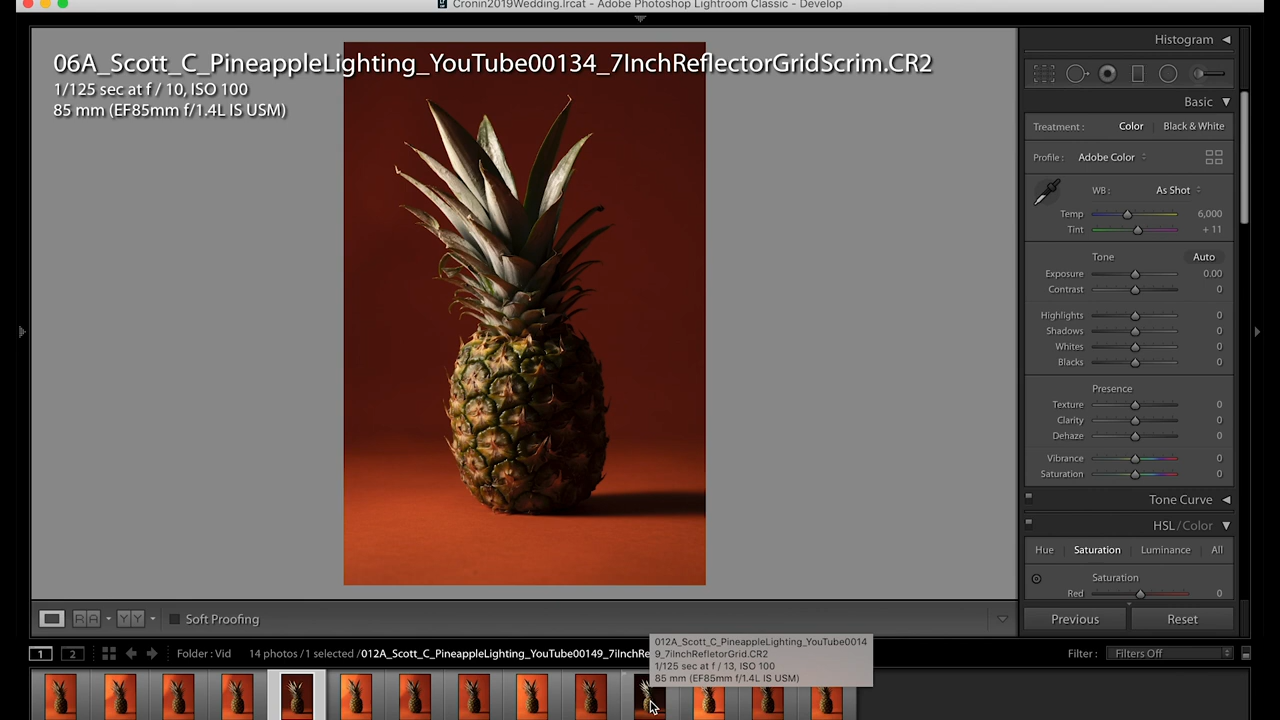 Cronin2019Wedding.lrcat - Adobe Photoshop Lightroom Classic - Develop
06A_Scott_C_PineappleLighting_YouTube00134_7InchReflectorGridScrim.CR2
1/125 sec at f / 10, ISO 100
85 mm (EF85mm f/1.4L IS USM)
Histogram
Basic
Treatment : Color Black & White
Profile : Adobe Color
WB : As Shot
Temp 6,000
Tint + 11
Tone Auto
Exposure 0.00
Contrast 0
Highlights 0
Shadows 0
Whites 0
Blacks 0
Presence
Texture 0
Clarity 0
Dehaze 0
Vibrance 0
Saturation 0
Tone Curve
HSL / Color
Hue Saturation Luminance All
Saturation
Red 0
R A Y Y Soft Proofing
Previous Reset
1 2 Folder : Vid 14 photos / 1 selected / 012A_Scott_C_PineappleLighting_YouTube00149_7InchRe
012A_Scott_C_PineappleLighting_YouTube0014
9_7InchRefletorGrid.CR2
1/125 sec at f / 13, ISO 100
85 mm (EF85mm f/1.4L IS USM)
Filter : Filters Off